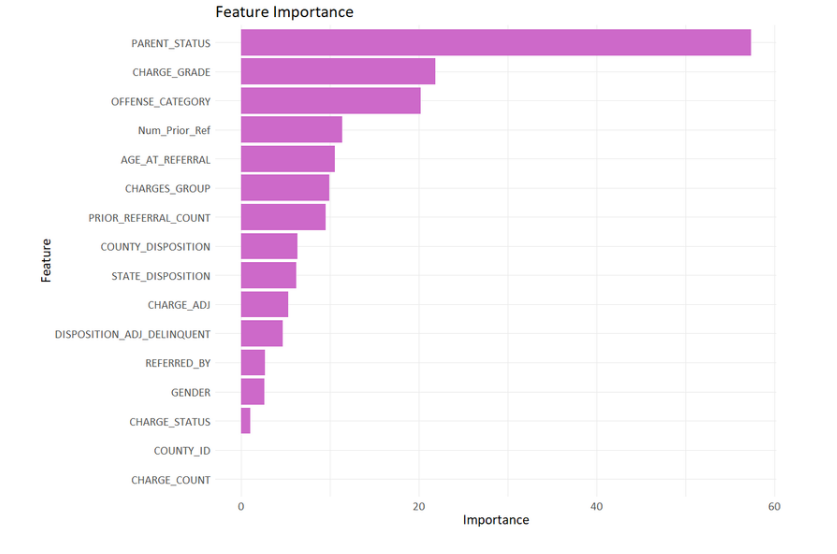 Feature Importance
PARENT_STATUS
CHARGE_GRADE
OFFENSE_CATEGORY
Num_Prior_Ref
AGE_AT_REFERRAL
CHARGES_GROUP
PRIOR_REFERRAL_COUNT
COUNTY_DISPOSITION
STATE_DISPOSITION
CHARGE_ADJ
DISPOSITION_ADJ_DELINQUENT
REFERRED_BY
GENDER
CHARGE_STATUS
COUNTY_ID
CHARGE_COUNT
Feature
0 20 40 60
Importance